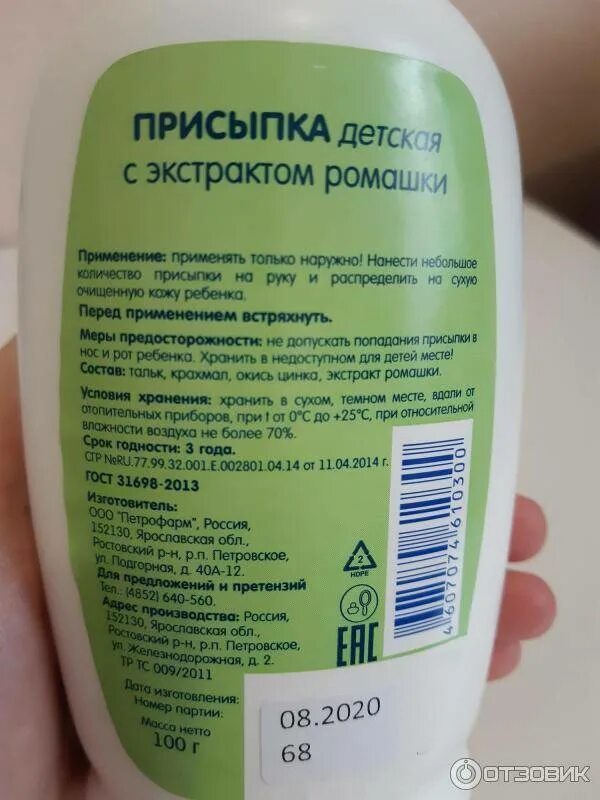 ПРИСЫПКА детская
с экстрактом ромашки
Применение: применять только наружно! Нанести небольшое
количество присыпки на руку и распределить на сухую
очищенную кожу ребенка.
Перед применением встряхнуть.
Меры предосторожности: не допускать попадания присыпки в
нос и рот ребенка. Хранить в недоступном для детей месте!
Состав: тальк, крахмал, окись цинка, экстракт ромашки.
Условия хранения: хранить в сухом, темном месте, вдали от
отопительных приборов, при t от 0°С до +25°С, при относительной
влажности воздуха не более 70%.
Срок годности: 3 года.
СГР №RU.77.99.32.001.Е.002801.04.14 от 11.04.2014 г.
ГОСТ 31698-2013
Изготовитель:
ООО "Петрофарм", Россия,
152130, Ярославская обл.,
Ростовский р-н, р.п. Петровское,
ул. Подгорная, д. 40А-12.
Для предложений и претензий
Тел.: (4852) 640-560.
Адрес производства: Россия,
152130, Ярославская обл.,
Ростовский р-н, р.п. Петровское,
ул. Железнодорожная, д. 2.
ТР ТС 009/2011
2
HDPE
EAC
4 607074 610300
Дата изготовления:
Номер партии:
Масса нетто
100 г
08.2020
68
ОТЗОВИК